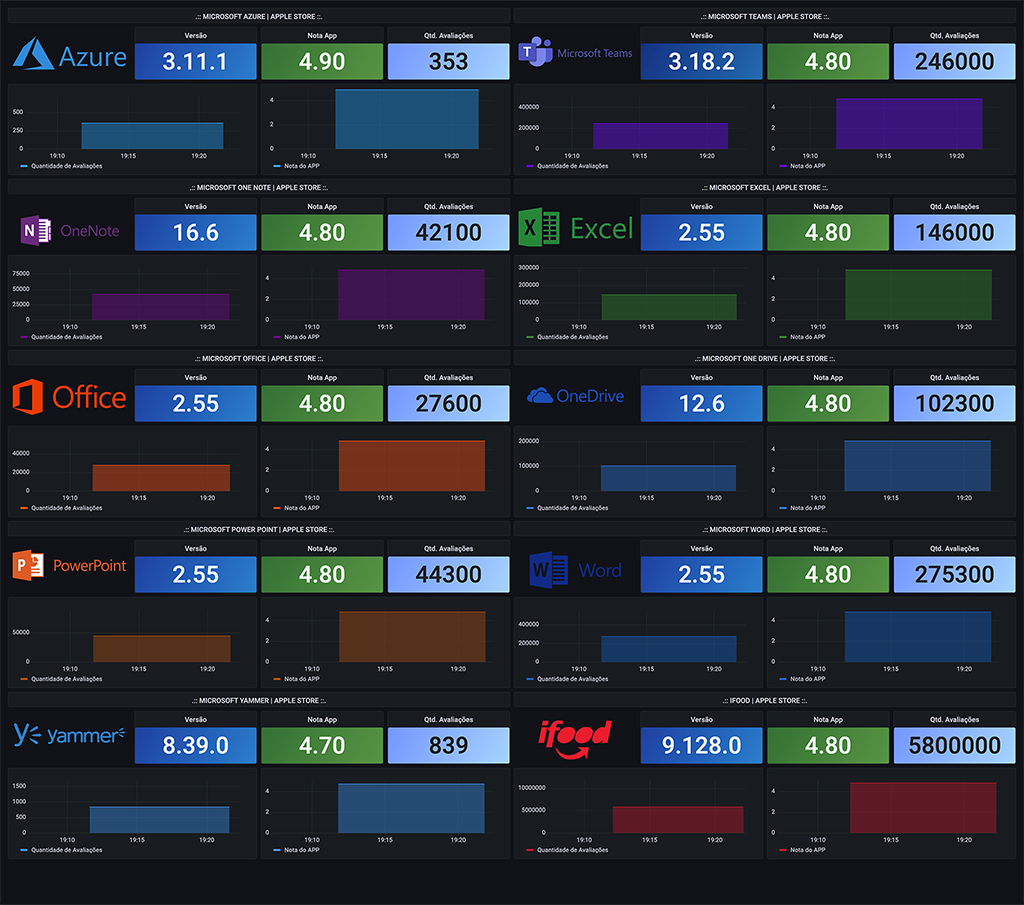 .:: MICROSOFT AZURE | APPLE STORE ::.
Azure
Versão
3.11.1
Nota App
4.90
Qtd. Avaliações
353
500
250
0
19:10 19:15 19:20
Quantidade de Avaliações
4
2
0
19:10 19:15 19:20
Nota do APP
.:: MICROSOFT TEAMS | APPLE STORE ::.
T Microsoft Teams
Versão
3.18.2
Nota App
4.80
Qtd. Avaliações
246000
400000
200000
0
19:10 19:15 19:20
Quantidade de Avaliações
4
2
0
19:10 19:15 19:20
Nota do APP
.:: MICROSOFT ONE NOTE | APPLE STORE ::.
N OneNote
Versão
16.6
Nota App
4.80
Qtd. Avaliações
42100
75000
50000
25000
0
19:10 19:15 19:20
Quantidade de Avaliações
4
2
0
19:10 19:15 19:20
Nota do APP
.:: MICROSOFT EXCEL | APPLE STORE ::.
X Excel
Versão
2.55
Nota App
4.80
Qtd. Avaliações
146000
300000
200000
100000
0
19:10 19:15 19:20
Quantidade de Avaliações
4
2
0
19:10 19:15 19:20
Nota do APP
.:: MICROSOFT OFFICE | APPLE STORE ::.
Office
Versão
2.55
Nota App
4.80
Qtd. Avaliações
27600
40000
20000
0
19:10 19:15 19:20
Quantidade de Avaliações
4
2
0
19:10 19:15 19:20
Nota do APP
.:: MICROSOFT ONE DRIVE | APPLE STORE ::.
OneDrive
Versão
12.6
Nota App
4.80
Qtd. Avaliações
102300
200000
100000
0
19:10 19:15 19:20
Quantidade de Avaliações
4
2
0
19:10 19:15 19:20
Nota do APP
.:: MICROSOFT POWER POINT | APPLE STORE ::.
P PowerPoint
Versão
2.55
Nota App
4.80
Qtd. Avaliações
44300
50000
0
19:10 19:15 19:20
Quantidade de Avaliações
4
2
0
19:10 19:15 19:20
Nota do APP
.:: MICROSOFT WORD | APPLE STORE ::.
W Word
Versão
2.55
Nota App
4.80
Qtd. Avaliações
275300
400000
200000
0
19:10 19:15 19:20
Quantidade de Avaliações
4
2
0
19:10 19:15 19:20
Nota do APP
.:: MICROSOFT YAMMER | APPLE STORE ::.
yammer
Versão
8.39.0
Nota App
4.70
Qtd. Avaliações
839
1500
1000
500
0
19:10 19:15 19:20
Quantidade de Avaliações
4
2
0
19:10 19:15 19:20
Nota do APP
.:: IFOOD | APPLE STORE ::.
ifood
Versão
9.128.0
Nota App
4.80
Qtd. Avaliações
5800000
10000000
5000000
0
19:10 19:15 19:20
Quantidade de Avaliações
4
2
0
19:10 19:15 19:20
Nota do APP